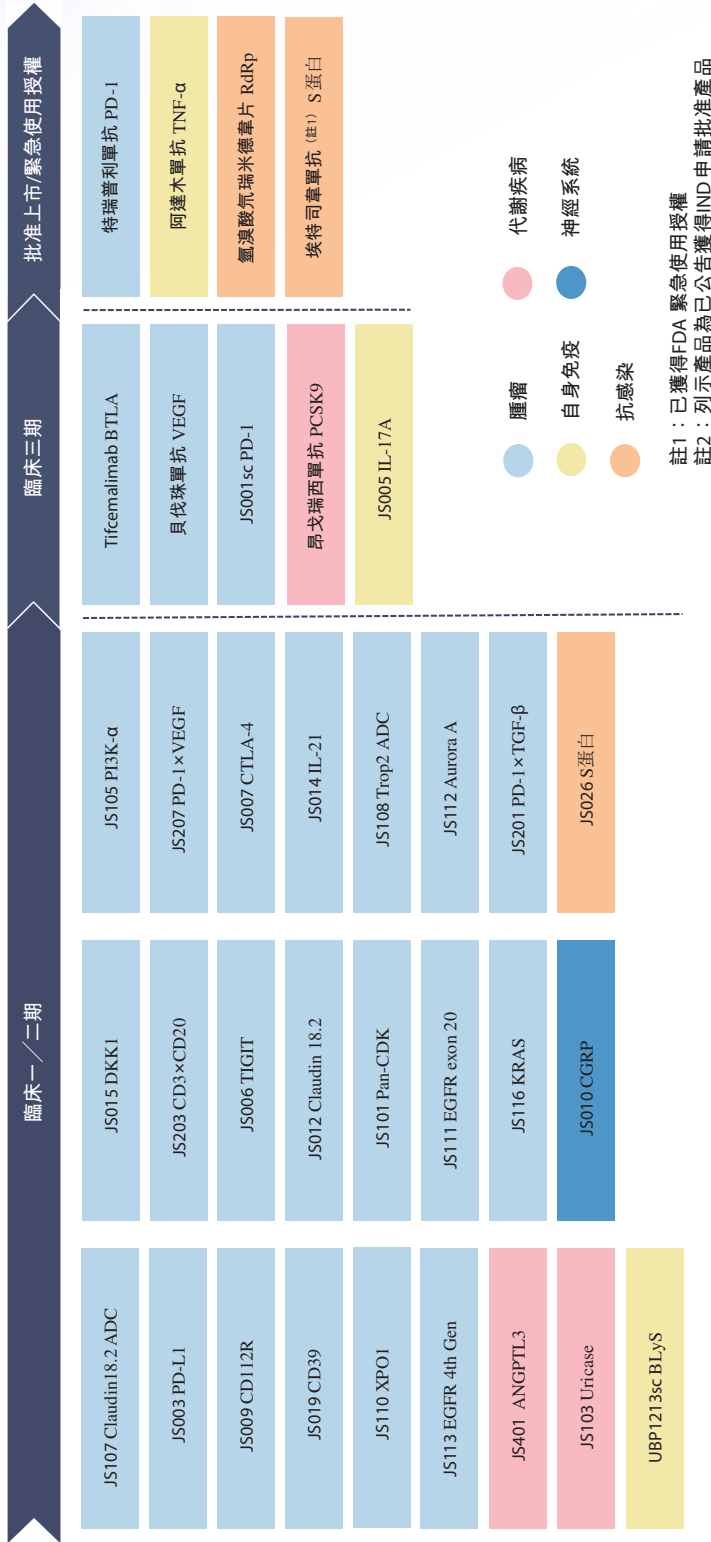 臨床一／二期
臨床三期
批准上市/緊急使用授權
JS107 Claudin18.2 ADC
JS003 PD-L1
JS009 CD112R
JS019 CD39
JS110 XPO1
JS113 EGFR 4th Gen
JS401 ANGPTL3
JS103 Uricase
UBP1213sc BLyS
JS015 DKK1
JS203 CD3×CD20
JS006 TIGIT
JS012 Claudin 18.2
JS101 Pan-CDK
JS111 EGFR exon 20
JS116 KRAS
JS010 CGRP
JS105 PI3K-α
JS207 PD-1×VEGF
JS007 CTLA-4
JS014 IL-21
JS108 Trop2 ADC
JS112 Aurora A
JS201 PD-1×TGF-β
JS026 S蛋白
Tifcemalimab BTLA
貝伐珠單抗 VEGF
JS001sc PD-1
昂戈瑞西單抗 PCSK9
JS005 IL-17A
特瑞普利單抗 PD-1
阿達木單抗 TNF-α
氫溴酸氘瑞米德韋片 RdRp
埃特司韋單抗（註1） S蛋白
腫瘤
代謝疾病
自身免疫
神經系統
抗感染
註1：已獲得FDA 緊急使用授權
註2：列示產品為已公告獲得IND申請批准產品